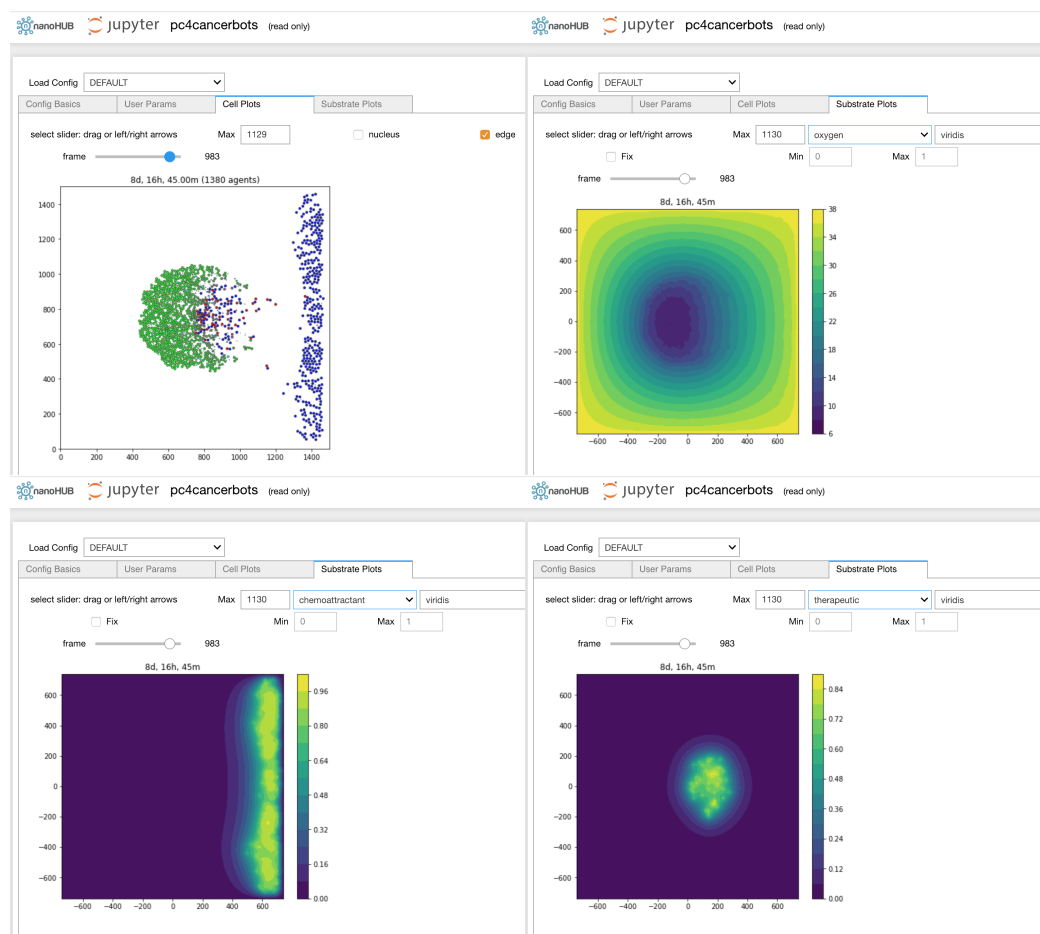 nanoHUB jupyter pc4cancerbots (read only)
Load Config DEFAULT
Config Basics User Params Cell Plots Substrate Plots
select slider: drag or left/right arrows Max 1129 nucleus edge
frame 983
8d, 16h, 45.00m (1380 agents)
1400
1200
1000
800
600
400
200
0
0 200 400 600 800 1000 1200 1400
nanoHUB jupyter pc4cancerbots (read only)
Load Config DEFAULT
Config Basics User Params Cell Plots Substrate Plots
select slider: drag or left/right arrows Max 1130 oxygen viridis
Fix Min 0 Max 1
frame 983
8d, 16h, 45m
600
400
200
0
−200
−400
−600
−600 −400 −200 0 200 400 600
38
34
30
26
22
18
14
10
6
nanoHUB jupyter pc4cancerbots (read only)
Load Config DEFAULT
Config Basics User Params Cell Plots Substrate Plots
select slider: drag or left/right arrows Max 1130 chemoattractant viridis
Fix Min 0 Max 1
frame 983
8d, 16h, 45m
600
400
200
0
−200
−400
−600
−600 −400 −200 0 200 400 600
0.96
0.80
0.64
0.48
0.32
0.16
0.00
nanoHUB jupyter pc4cancerbots (read only)
Load Config DEFAULT
Config Basics User Params Cell Plots Substrate Plots
select slider: drag or left/right arrows Max 1130 therapeutic viridis
Fix Min 0 Max 1
frame 983
8d, 16h, 45m
600
400
200
0
−200
−400
−600
−600 −400 −200 0 200 400 600
0.84
0.72
0.60
0.48
0.36
0.24
0.12
0.00